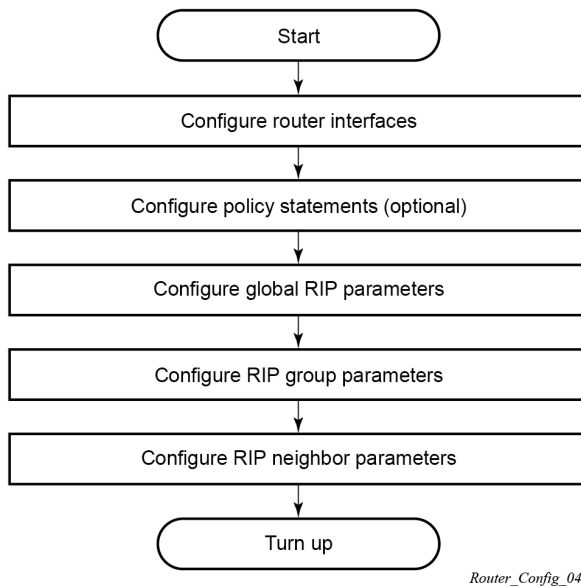 Start
Configure router interfaces
Configure policy statements (optional)
Configure global RIP parameters
Configure RIP group parameters
Configure RIP neighbor parameters
Turn up
Router_Config_04